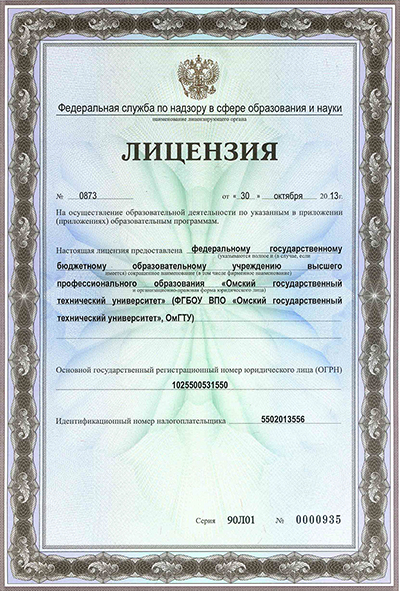 Федеральная служба по надзору в сфере образования и науки
наименование лицензирующего органа
ЛИЦЕНЗИЯ
№ 0873 от « 30 » октября 2013г.
На осуществление образовательной деятельности по указанным в приложении
(приложениях) образовательным программам.
Настоящая лицензия предоставлена федеральному государственному
(указываются полное и (в случае, если
бюджетному образовательному учреждению высшего
имеется) сокращенное наименование (в том числе фирменное наименование)
профессионального образования «Омский государственный
и организационно-правовая форма юридического лица)
технический университет» (ФГБОУ ВПО «Омский государственный
технический университет», ОмГТУ)
Основной государственный регистрационный номер юридического лица (ОГРН)
1025500531550
Идентификационный номер налогоплательщика 5502013556
Серия 90Л01 № 0000935